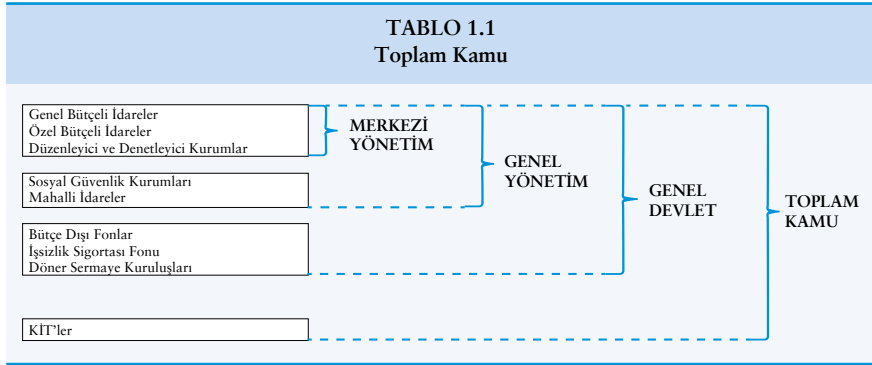 TABLO 1.1
Toplam Kamu
Genel Bütçeli İdareler
Özel Bütçeli İdareler
Düzenleyici ve Denetleyici Kurumlar
MERKEZİ
YÖNETİM
Sosyal Güvenlik Kurumları
Mahalli İdareler
GENEL
YÖNETİM
Bütçe Dışı Fonlar
İşsizlik Sigortası Fonu
Döner Sermaye Kuruluşları
GENEL
DEVLET
KİT’ler
TOPLAM
KAMU